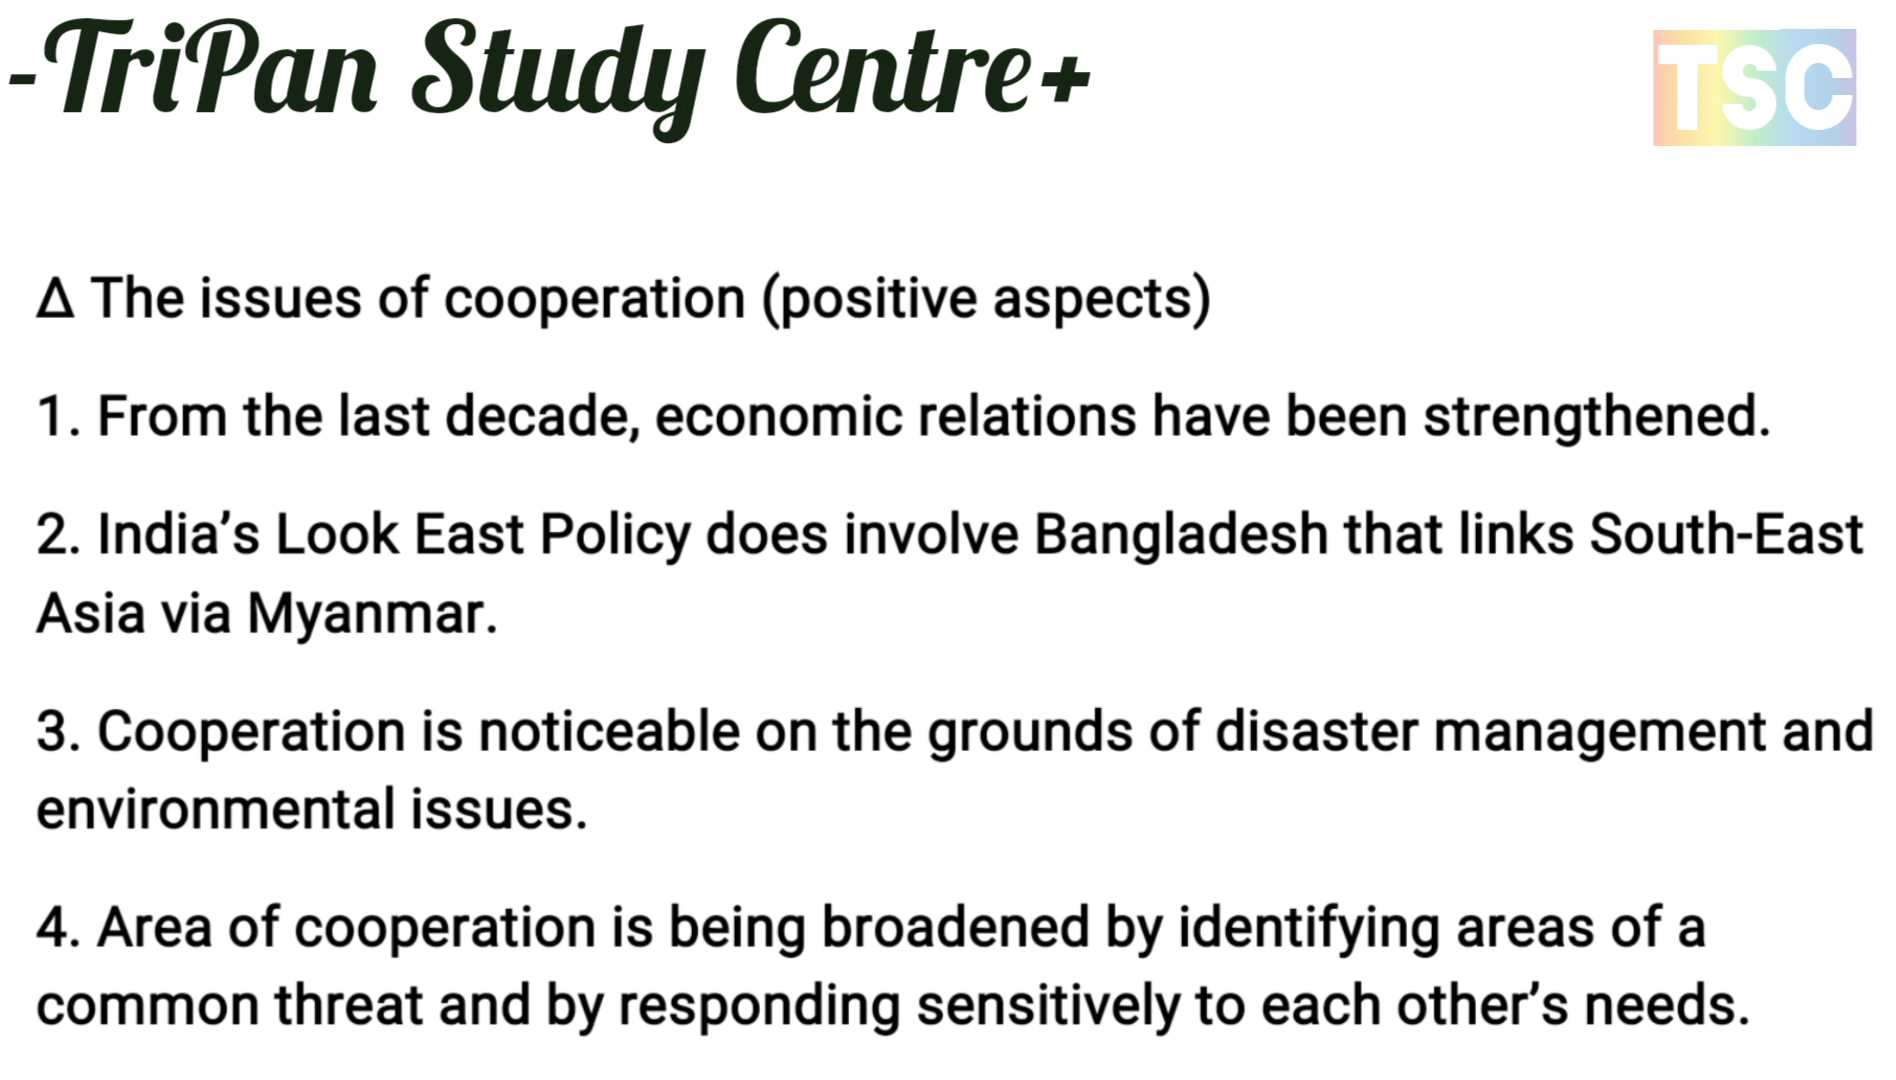 -TriPan Study Centre+
TSC
Δ The issues of cooperation (positive aspects)
1. From the last decade, economic relations have been strengthened.
2. India’s Look East Policy does involve Bangladesh that links South-East
Asia via Myanmar.
3. Cooperation is noticeable on the grounds of disaster management and
environmental issues.
4. Area of cooperation is being broadened by identifying areas of a
common threat and by responding sensitively to each other’s needs.